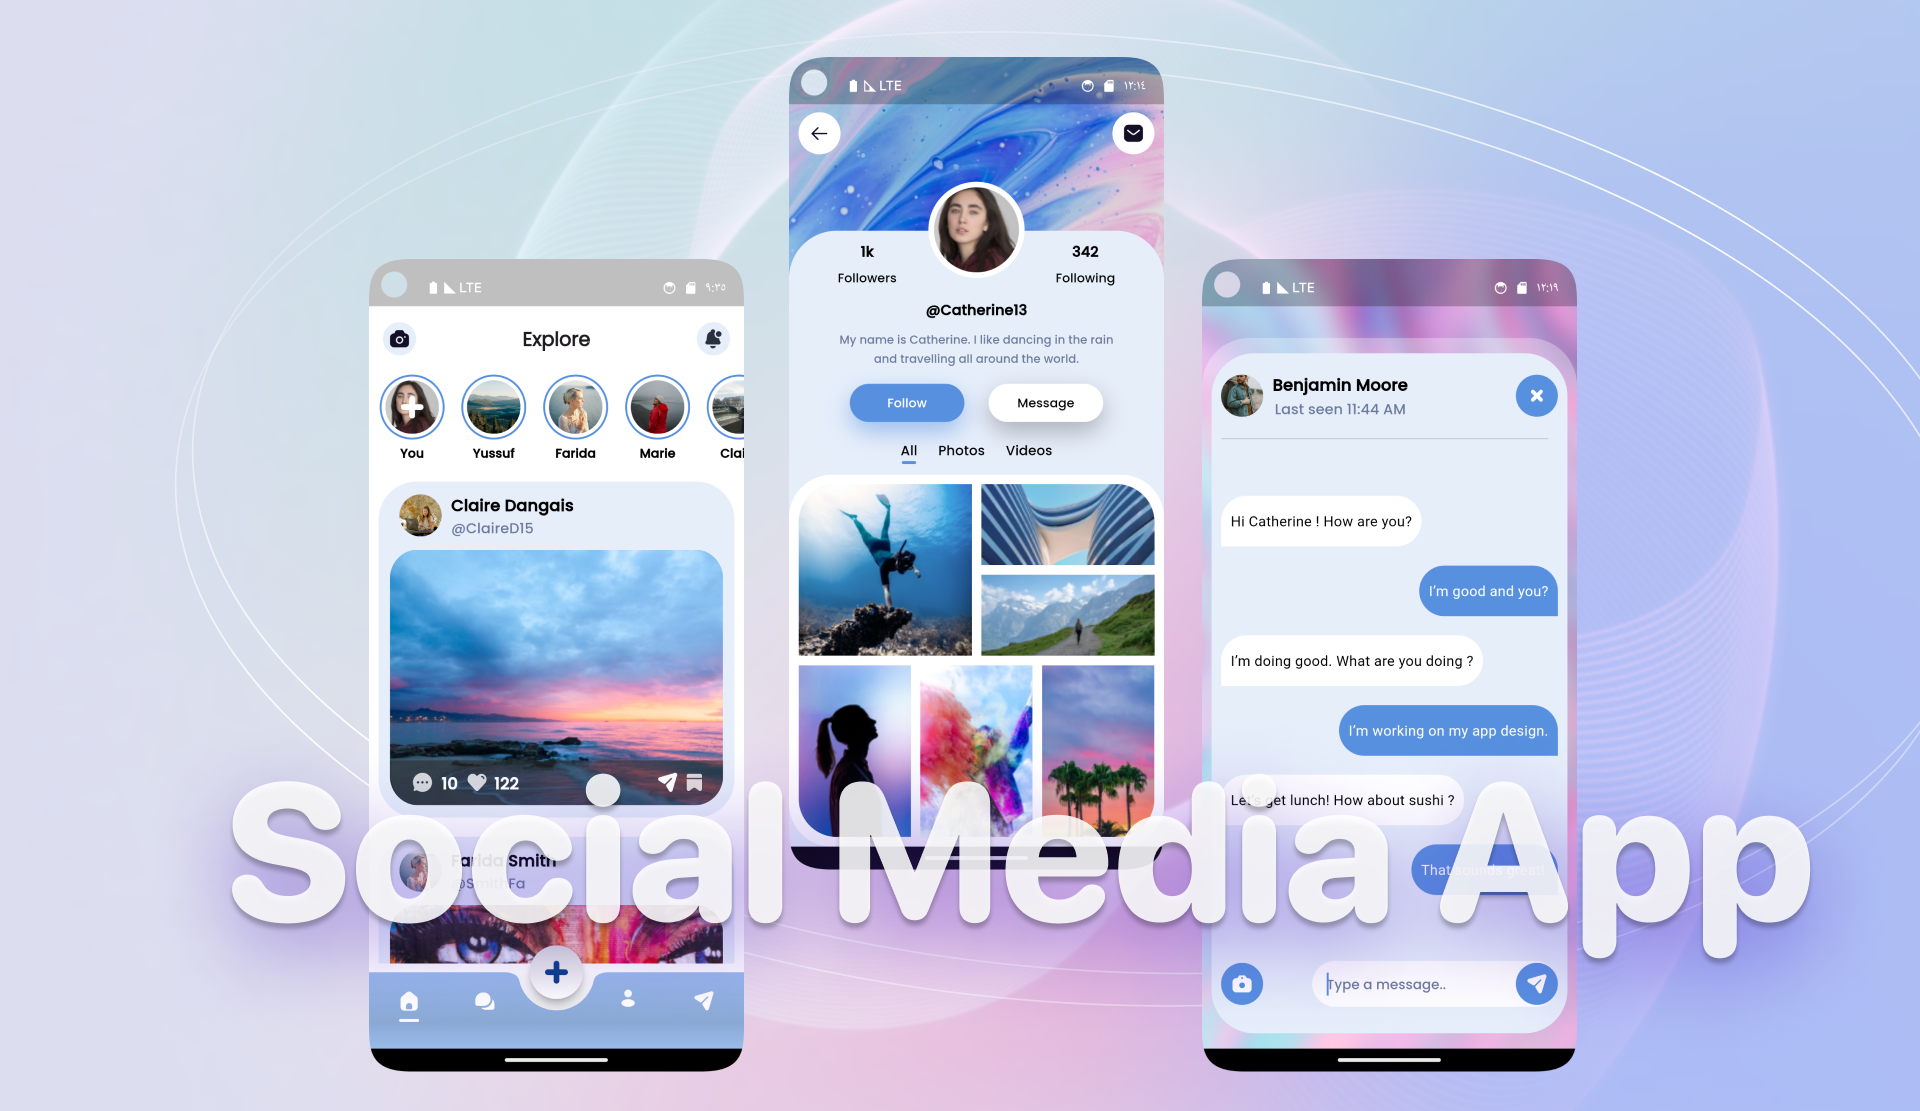 LTE
٩:٣٥
Explore
You
Yussuf
Farida
Marie
Clai
Claire Dangais
@ClaireD15
10
122
Farida Smith
@SmithFa
LTE
١٢:١٤
1k
Followers
342
Following
@Catherine13
My name is Catherine. I like dancing in the rain
and travelling all around the world.
Follow
Message
All
Photos
Videos
LTE
١٢:١٩
Benjamin Moore
Last seen 11:44 AM
Hi Catherine ! How are you?
I'm good and you?
I'm doing good. What are you doing ?
I'm working on my app design.
Let's get lunch! How about sushi ?
That sounds great!
Type a message..
Social Media App